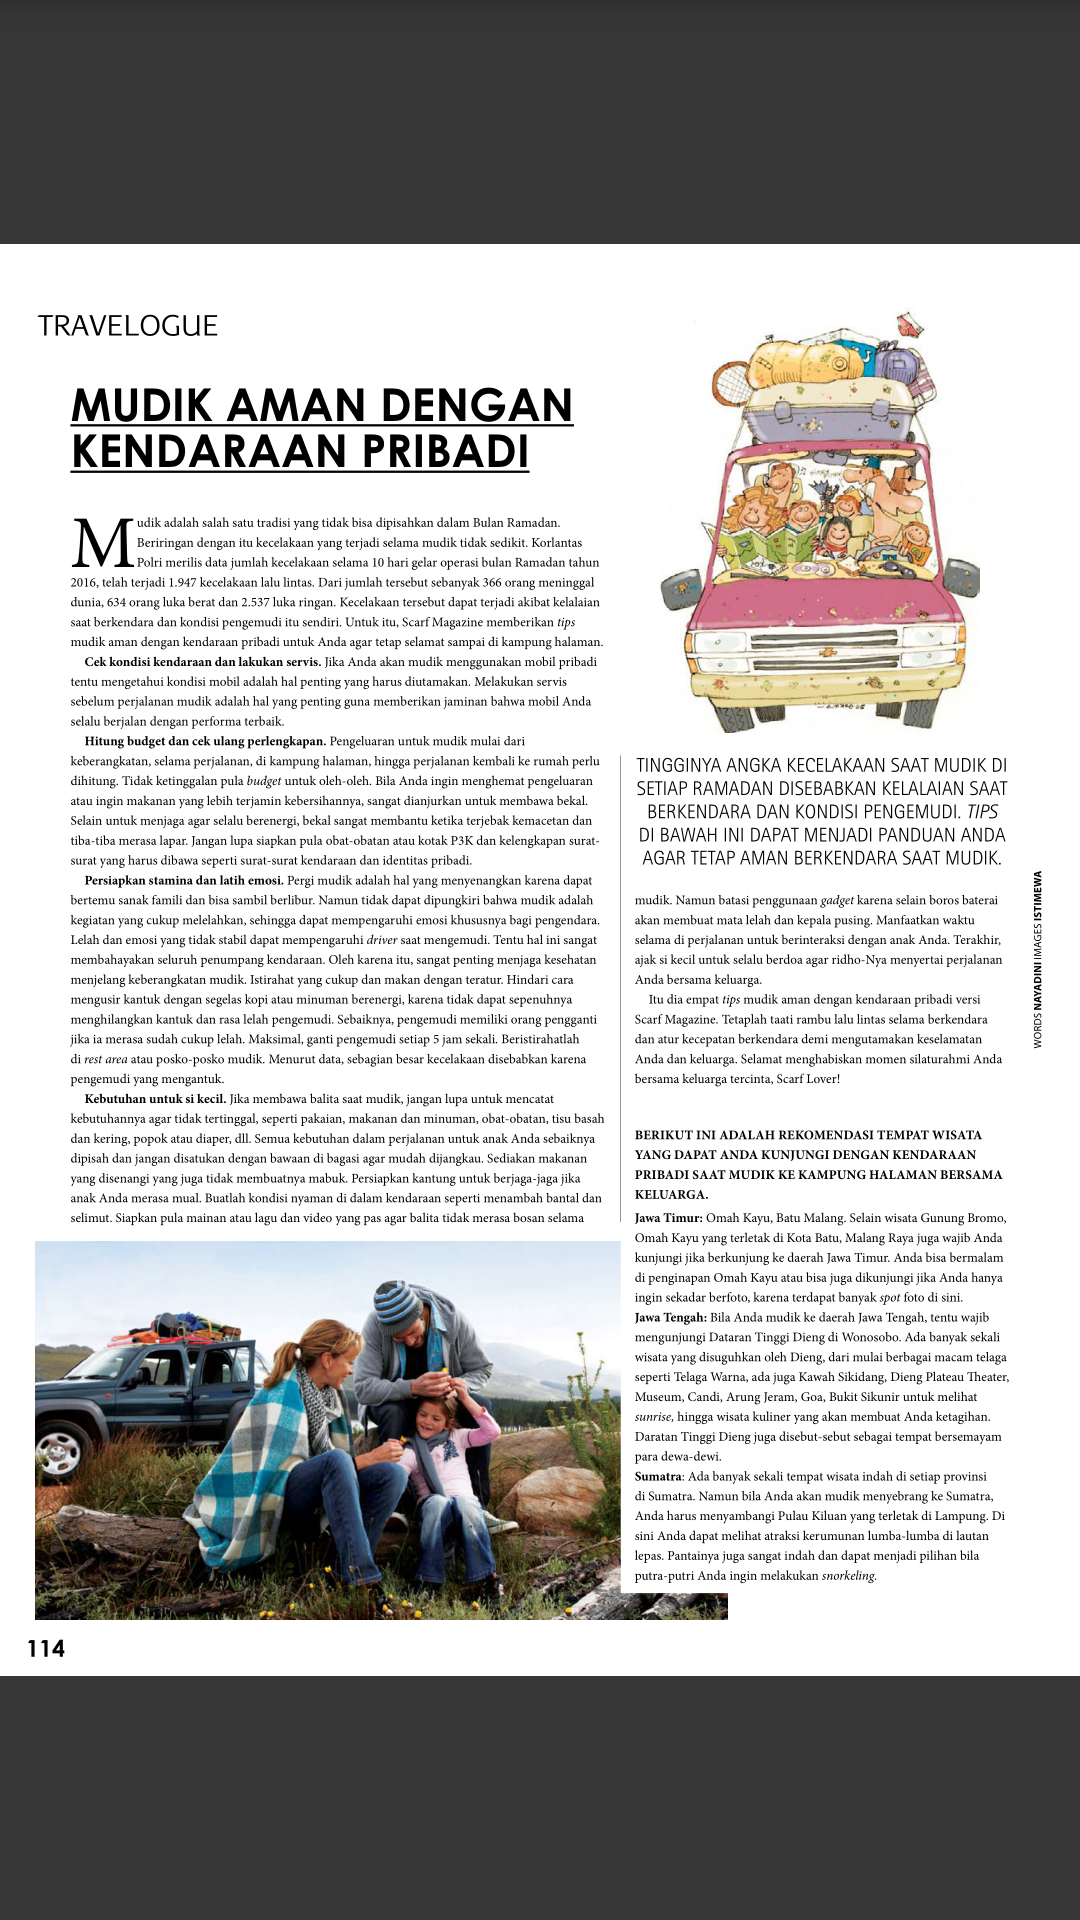 TRAVELOGUE
MUDIK AMAN DENGAN
KENDARAAN PRIBADI
Mudik adalah salah satu tradisi yang tidak bisa dipisahkan dalam Bulan Ramadan.
Beriringan dengan itu kecelakaan yang terjadi selama mudik tidak sedikit. Korlantas
Polri merilis data jumlah kecelakaan selama 10 hari gelar operasi bulan Ramadan tahun
2016, telah terjadi 1.947 kecelakaan lalu lintas. Dari jumlah tersebut sebanyak 366 orang meninggal
dunia, 634 orang luka berat dan 2.537 luka ringan. Kecelakaan tersebut dapat terjadi akibat kelalaian
saat berkendara dan kondisi pengemudi itu sendiri. Untuk itu, Scarf Magazine memberikan tips
mudik aman dengan kendaraan pribadi untuk Anda agar tetap selamat sampai di kampung halaman.
Cek kondisi kendaraan dan lakukan servis. Jika Anda akan mudik menggunakan mobil pribadi
tentu mengetahui kondisi mobil adalah hal penting yang harus diutamakan. Melakukan servis
sebelum perjalanan mudik adalah hal yang penting guna memberikan jaminan bahwa mobil Anda
selalu berjalan dengan performa terbaik.
Hitung budget dan cek ulang perlengkapan. Pengeluaran untuk mudik mulai dari
keberangkatan, selama perjalanan, di kampung halaman, hingga perjalanan kembali ke rumah perlu
dihitung. Tidak ketinggalan pula budget untuk oleh-oleh. Bila Anda ingin menghemat pengeluaran
atau ingin makanan yang lebih terjamin kebersihannya, sangat dianjurkan untuk membawa bekal.
Selain untuk menjaga agar selalu berenergi, bekal sangat membantu ketika terjebak kemacetan dan
tiba-tiba merasa lapar. Jangan lupa siapkan pula obat-obatan atau kotak P3K dan kelengkapan surat-
surat yang harus dibawa seperti surat-surat kendaraan dan identitas pribadi.
Persiapkan stamina dan latih emosi. Pergi mudik adalah hal yang menyenangkan karena dapat
bertemu sanak famili dan bisa sambil berlibur. Namun tidak dapat dipungkiri bahwa mudik adalah
kegiatan yang cukup melelahkan, sehingga dapat mempengaruhi emosi khususnya bagi pengendara.
Lelah dan emosi yang tidak stabil dapat mempengaruhi driver saat mengemudi. Tentu hal ini sangat
membahayakan seluruh penumpang kendaraan. Oleh karena itu, sangat penting menjaga kesehatan
menjelang keberangkatan mudik. Istirahat yang cukup dan makan dengan teratur. Hindari cara
mengusir kantuk dengan segelas kopi atau minuman berenergi, karena tidak dapat sepenuhnya
menghilangkan kantuk dan rasa lelah pengemudi. Sebaiknya, pengemudi memiliki orang pengganti
jika ia merasa sudah cukup lelah. Maksimal, ganti pengemudi setiap 5 jam sekali. Beristirahatlah
di rest area atau posko-posko mudik. Menurut data, sebagian besar kecelakaan disebabkan karena
pengemudi yang mengantuk.
Kebutuhan untuk si kecil. Jika membawa balita saat mudik, jangan lupa untuk mencatat
kebutuhannya agar tidak tertinggal, seperti pakaian, makanan dan minuman, obat-obatan, tisu basah
dan kering, popok atau diaper, dll. Semua kebutuhan dalam perjalanan untuk anak Anda sebaiknya
dipisah dan jangan disatukan dengan bawaan di bagasi agar mudah dijangkau. Sediakan makanan
yang disenangi yang juga tidak membuatnya mabuk. Persiapkan kantung untuk berjaga-jaga jika
anak Anda merasa mual. Buatlah kondisi nyaman di dalam kendaraan seperti menambah bantal dan
selimut. Siapkan pula mainan atau lagu dan video yang pas agar balita tidak merasa bosan selama
TINGGINYA ANGKA KECELAKAAN SAAT MUDIK DI
SETIAP RAMADAN DISEBABKAN KELALAIAN SAAT
BERKENDARA DAN KONDISI PENGEMUDI. TIPS
DI BAWAH INI DAPAT MENJADI PANDUAN ANDA
AGAR TETAP AMAN BERKENDARA SAAT MUDIK.
mudik. Namun batasi penggunaan gadget karena selain boros baterai
akan membuat mata lelah dan kepala pusing. Manfaatkan waktu
selama di perjalanan untuk berinteraksi dengan anak Anda. Terakhir,
ajak si kecil untuk selalu berdoa agar ridho-Nya menyertai perjalanan
Anda bersama keluarga.
Itu dia empat tips mudik aman dengan kendaraan pribadi versi
Scarf Magazine. Tetaplah taati rambu lalu lintas selama berkendara
dan atur kecepatan berkendara demi mengutamakan keselamatan
Anda dan keluarga. Selamat menghabiskan momen silaturahmi Anda
bersama keluarga tercinta, Scarf Lover!
BERIKUT INI ADALAH REKOMENDASI TEMPAT WISATA
YANG DAPAT ANDA KUNJUNGI DENGAN KENDARAAN
PRIBADI SAAT MUDIK KE KAMPUNG HALAMAN BERSAMA
KELUARGA.
Jawa Timur: Omah Kayu, Batu Malang. Selain wisata Gunung Bromo,
Omah Kayu yang terletak di Kota Batu, Malang Raya juga wajib Anda
kunjungi jika berkunjung ke daerah Jawa Timur. Anda bisa bermalam
di penginapan Omah Kayu atau bisa juga dikunjungi jika Anda hanya
ingin sekadar berfoto, karena terdapat banyak spot foto di sini.
Jawa Tengah: Bila Anda mudik ke daerah Jawa Tengah, tentu wajib
mengunjungi Dataran Tinggi Dieng di Wonosobo. Ada banyak sekali
wisata yang disuguhkan oleh Dieng, dari mulai berbagai macam telaga
seperti Telaga Warna, ada juga Kawah Sikidang, Dieng Plateau Theater,
Museum, Candi, Arung Jeram, Goa, Bukit Sikunir untuk melihat
sunrise, hingga wisata kuliner yang akan membuat Anda ketagihan.
Daratan Tinggi Dieng juga disebut-sebut sebagai tempat bersemayam
para dewa-dewi.
Sumatra: Ada banyak sekali tempat wisata indah di setiap provinsi
di Sumatra. Namun bila Anda akan mudik menyebrang ke Sumatra,
Anda harus menyambangi Pulau Kiluan yang terletak di Lampung. Di
sini Anda dapat melihat atraksi kerumunan lumba-lumba di lautan
lepas. Pantainya juga sangat indah dan dapat menjadi pilihan bila
putra-putri Anda ingin melakukan snorkeling.
WORDS NAYADINI IMAGES ISTIMEWA
114